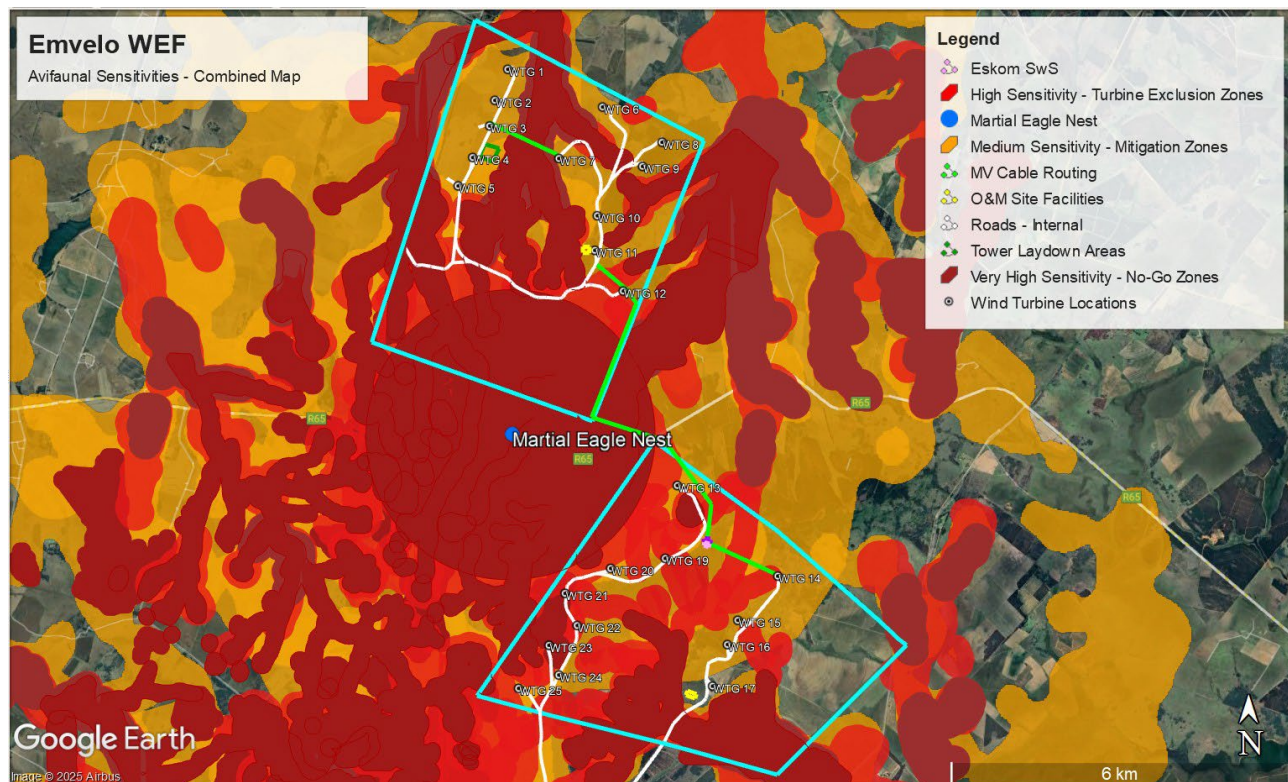 Emvelo WEF
Avifaunal Sensitivities - Combined Map
Legend
Eskom SwS
High Sensitivity - Turbine Exclusion Zones
Martial Eagle Nest
Medium Sensitivity - Mitigation Zones
MV Cable Routing
O&M Site Facilities
Roads - Internal
Tower Laydown Areas
Very High Sensitivity - No-Go Zones
Wind Turbine Locations
WTG 1
WTG 2
WTG 6
WTG 3
WTG 8
WTG 4
WTG 7
WTG 9
WTG 5
WTG 10
WTG 11
WTG 12
R65
R65
Martial Eagle Nest
R65
WTG 13
R65
WTG 19
WTG 20
WTG 14
WTG 21
WTG 15
WTG 22
WTG 16
WTG 23
WTG 24
WTG 25
WTG 17
Google Earth
Image © 2025 Airbus
N
6 km